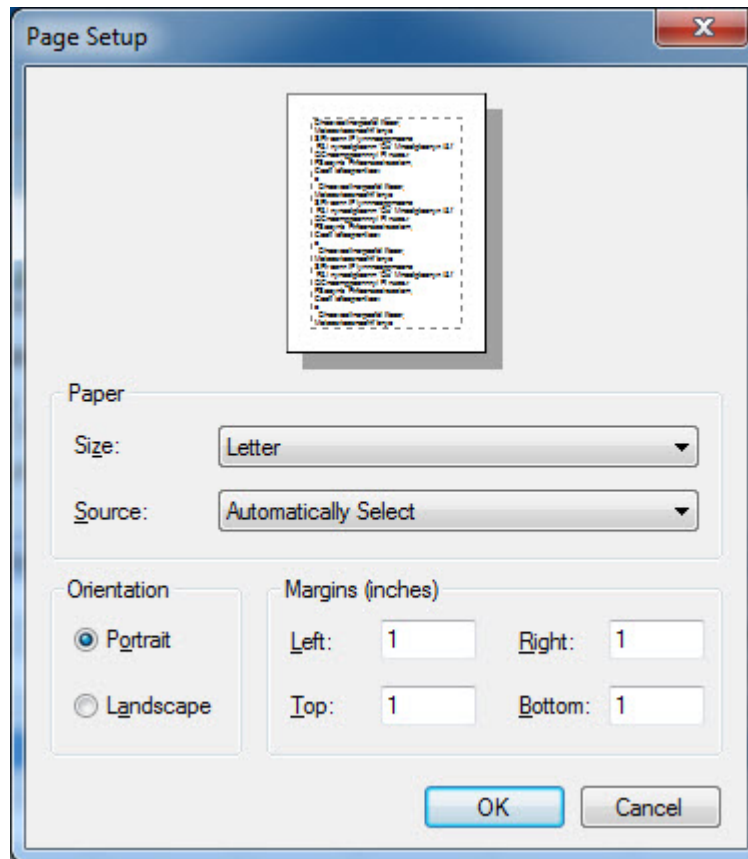 Page Setup
Paper
Size: Letter
Source: Automatically Select
Orientation
Margins (inches)
Portrait
Left: 1 Right: 1
Landscape
Top: 1 Bottom: 1
OK Cancel